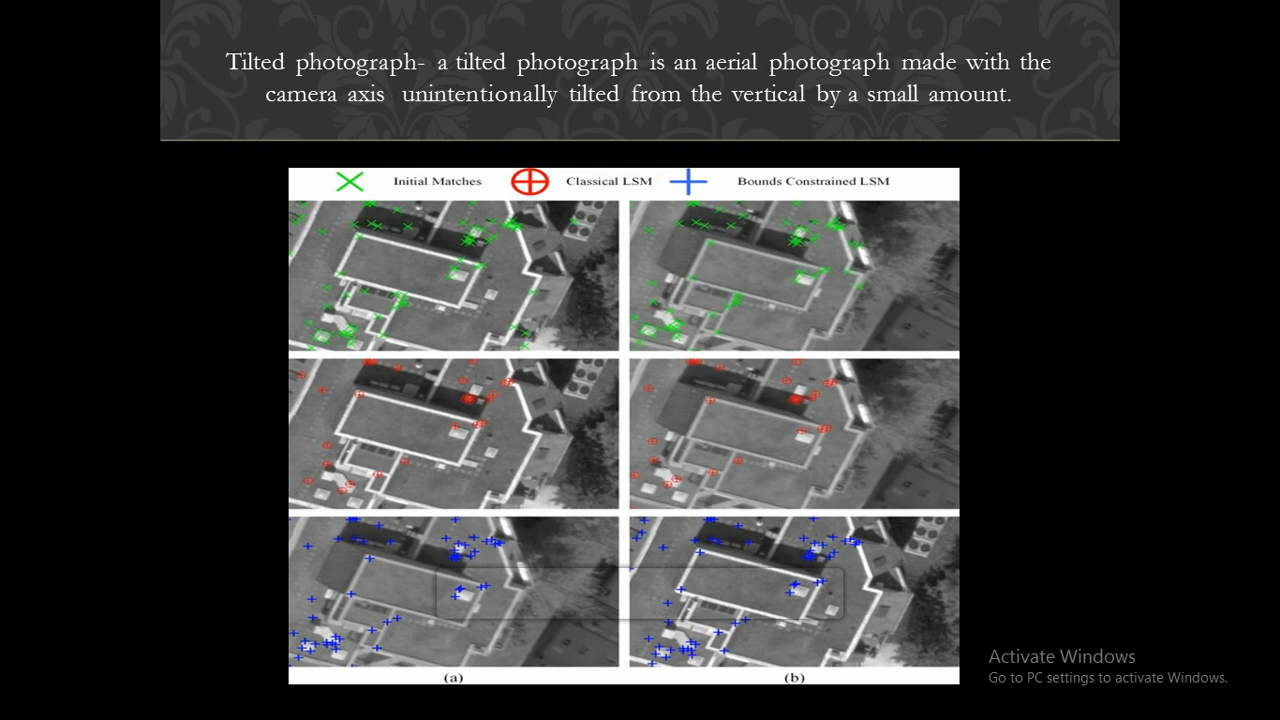 Tilted photograph- a tilted photograph is an aerial photograph made with the
camera axis unintentionally tilted from the vertical by a small amount.
Initial Matches Classical LSM Bounds Constrained LSM
(a) (b)
Activate Windows
Go to PC settings to activate Windows.